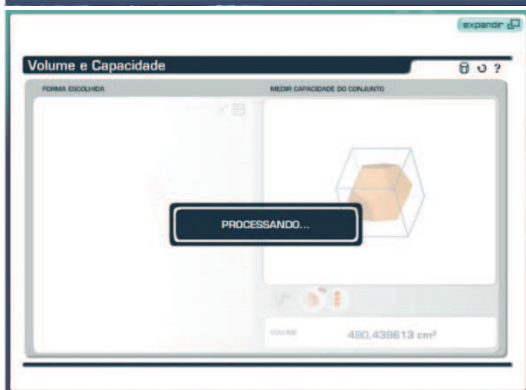 expandir
Volume e Capacidade
?
FORMA ESCOLHIDA
MEDIR CAPACIDADE DO CONJUNTO
PROCESSANDO...
VOLUME
480,439613 cm³